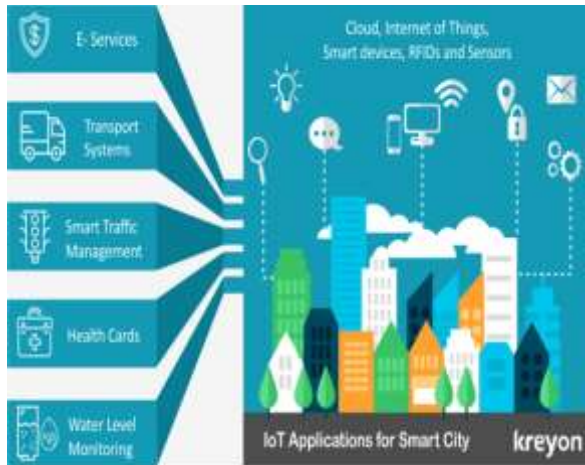 E- Services
Transport
Systems
Smart Traffic
Management
Health Cards
Water Level
Monitoring
Cloud, Internet of Things,
Smart devices, RFIDs and Sensors
IoT Applications for Smart City
kreyon